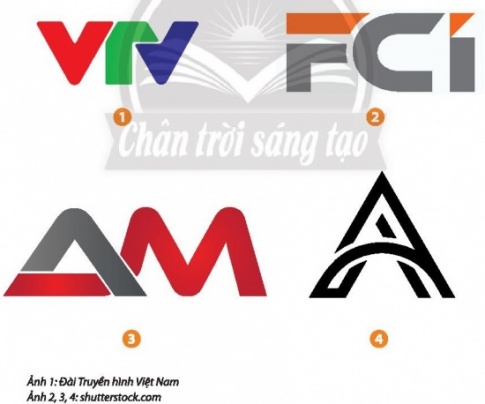 VTV
FCI
1
2
Chân trời sáng tạo
AM
A
3
4
Ảnh 1: Đài Truyền hình Việt Nam
Ảnh 2, 3, 4: shutterstock.com